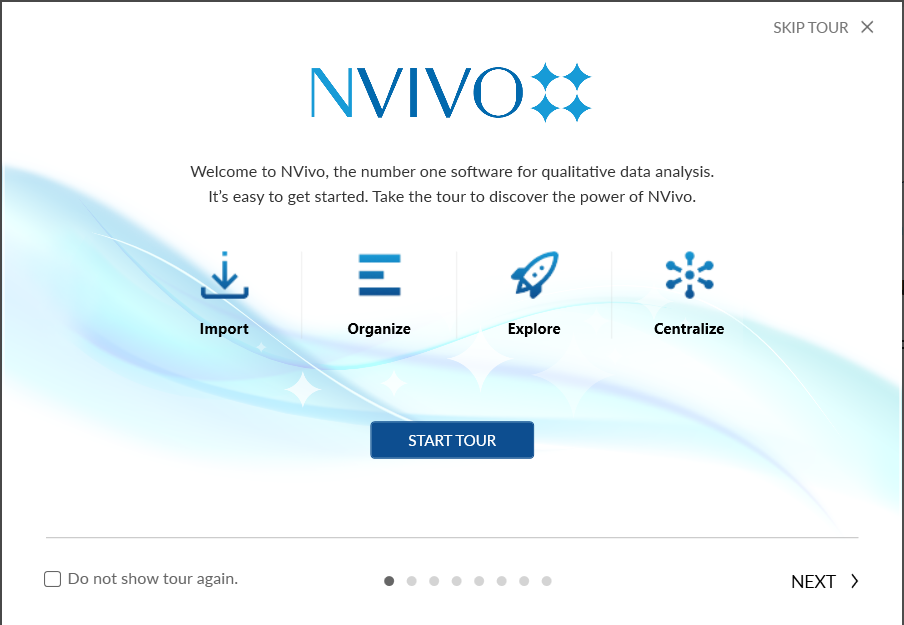 SKIP TOUR
NVIVO
Welcome to NVivo, the number one software for qualitative data analysis.
It's easy to get started. Take the tour to discover the power of NVivo.
Import
Organize
Explore
Centralize
START TOUR
Do not show tour again.
NEXT